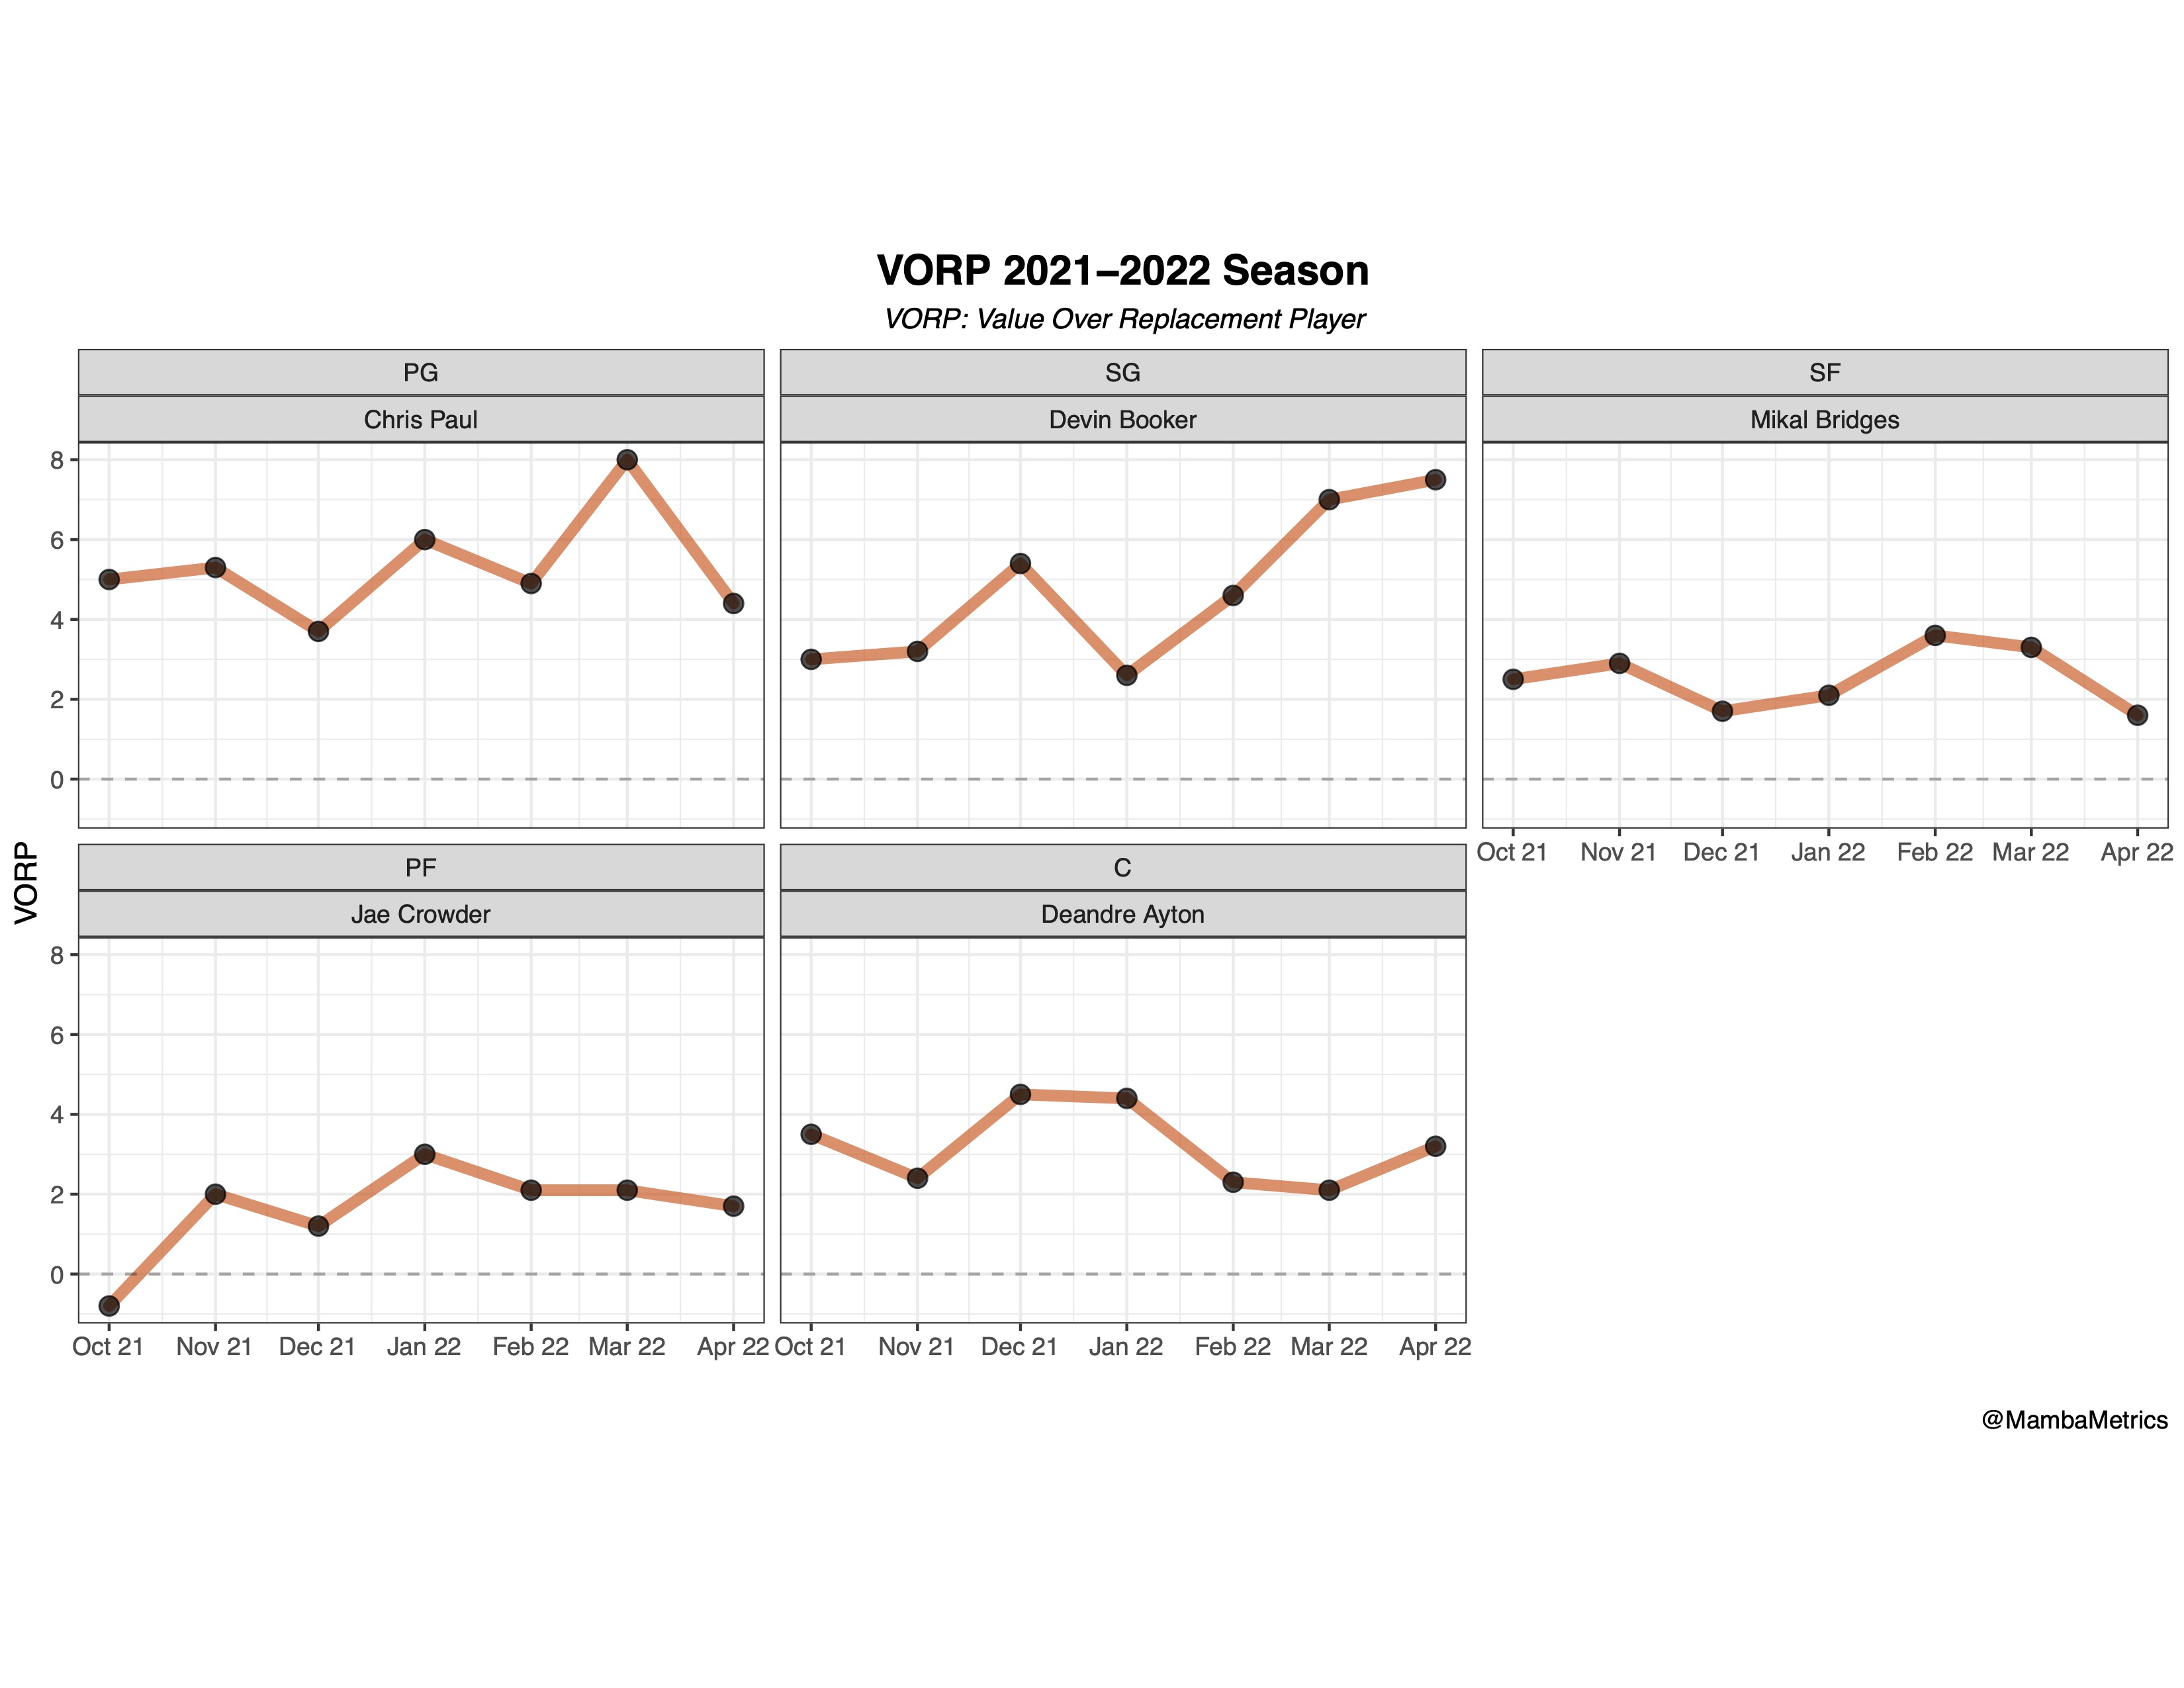 VORP 2021–2022 Season
VORP: Value Over Replacement Player
PG
Chris Paul
SG
Devin Booker
SF
Mikal Bridges
8
6
4
2
0
Oct 21 Nov 21 Dec 21 Jan 22 Feb 22 Mar 22 Apr 22
VORP
PF
Jae Crowder
C
Deandre Ayton
8
6
4
2
0
Oct 21 Nov 21 Dec 21 Jan 22 Feb 22 Mar 22 Apr 22
Oct 21 Nov 21 Dec 21 Jan 22 Feb 22 Mar 22 Apr 22
@MambaMetrics